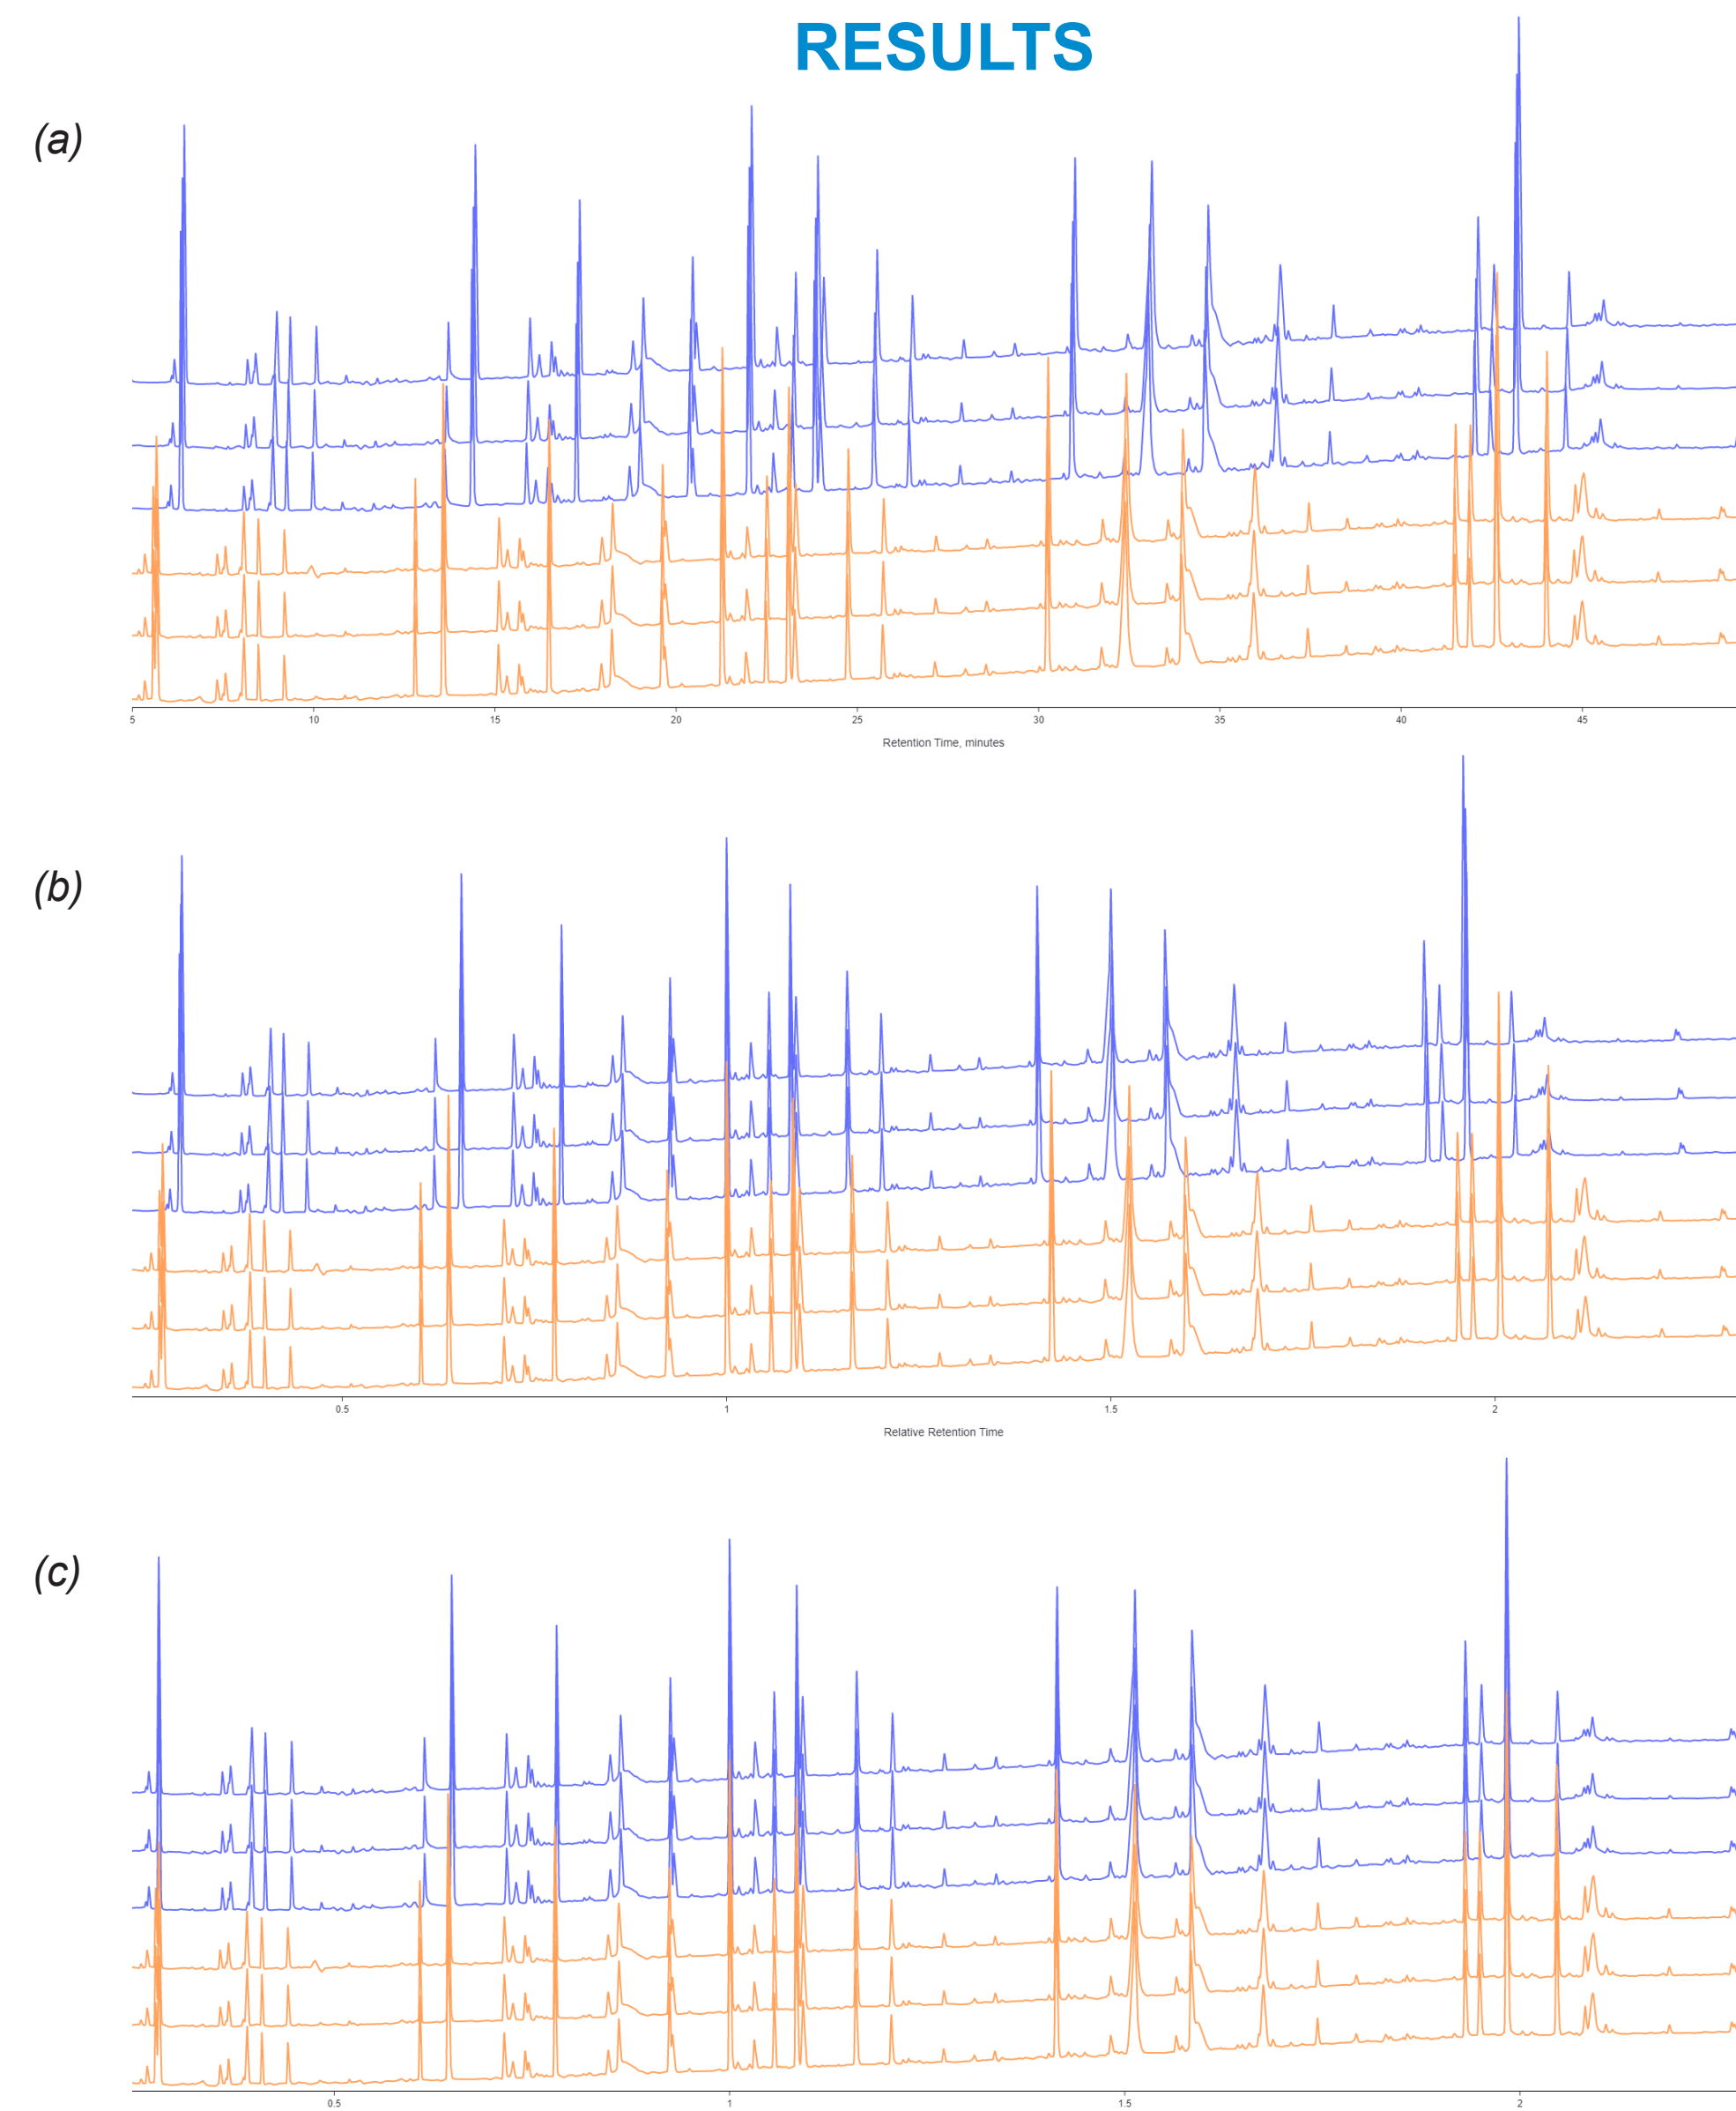 RESULTS
(a)
5 10 15 20 25 30 35 40 45
Retention Time, minutes
(b)
0.5 1 1.5 2
Relative Retention Time
(c)
0.5 1 1.5 2